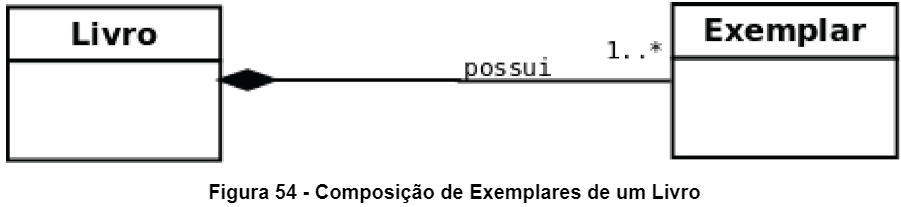 Livro
Exemplar
possui
1..*
Figura 54 - Composição de Exemplares de um Livro